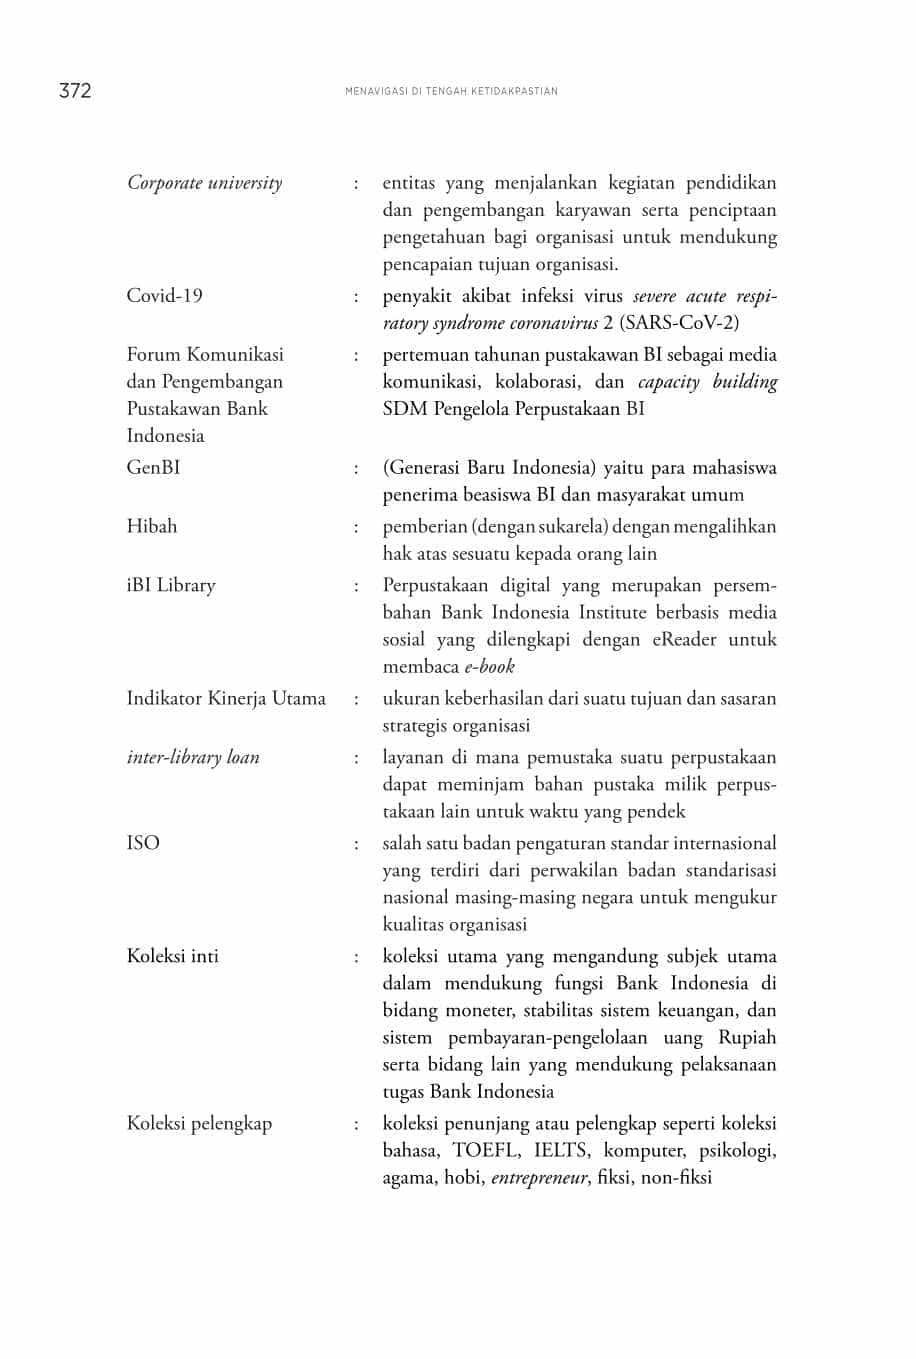 372
MENAVIGASI DI TENGAH KETIDAKPASTIAN
Corporate university : entitas yang menjalankan kegiatan pendidikan
dan pengembangan karyawan serta penciptaan
pengetahuan bagi organisasi untuk mendukung
pencapaian tujuan organisasi.
Covid-19 : penyakit akibat infeksi virus severe acute respi-
ratory syndrome coronavirus 2 (SARS-CoV-2)
Forum Komunikasi : pertemuan tahunan pustakawan BI sebagai media
dan Pengembangan komunikasi, kolaborasi, dan capacity building
Pustakawan Bank SDM Pengelola Perpustakaan BI
Indonesia
GenBI : (Generasi Baru Indonesia) yaitu para mahasiswa
penerima beasiswa BI dan masyarakat umum
Hibah : pemberian (dengan sukarela) dengan mengalihkan
hak atas sesuatu kepada orang lain
iBI Library : Perpustakaan digital yang merupakan persem-
bahan Bank Indonesia Institute berbasis media
sosial yang dilengkapi dengan eReader untuk
membaca e-book
Indikator Kinerja Utama : ukuran keberhasilan dari suatu tujuan dan sasaran
strategis organisasi
inter-library loan : layanan di mana pemustaka suatu perpustakaan
dapat meminjam bahan pustaka milik perpus-
takaan lain untuk waktu yang pendek
ISO : salah satu badan pengaturan standar internasional
yang terdiri dari perwakilan badan standarisasi
nasional masing-masing negara untuk mengukur
kualitas organisasi
Koleksi inti : koleksi utama yang mengandung subjek utama
dalam mendukung fungsi Bank Indonesia di
bidang moneter, stabilitas sistem keuangan, dan
sistem pembayaran-pengelolaan uang Rupiah
serta bidang lain yang mendukung pelaksanaan
tugas Bank Indonesia
Koleksi pelengkap : koleksi penunjang atau pelengkap seperti koleksi
bahasa, TOEFL, IELTS, komputer, psikologi,
agama, hobi, entrepreneur, fiksi, non-fiksi